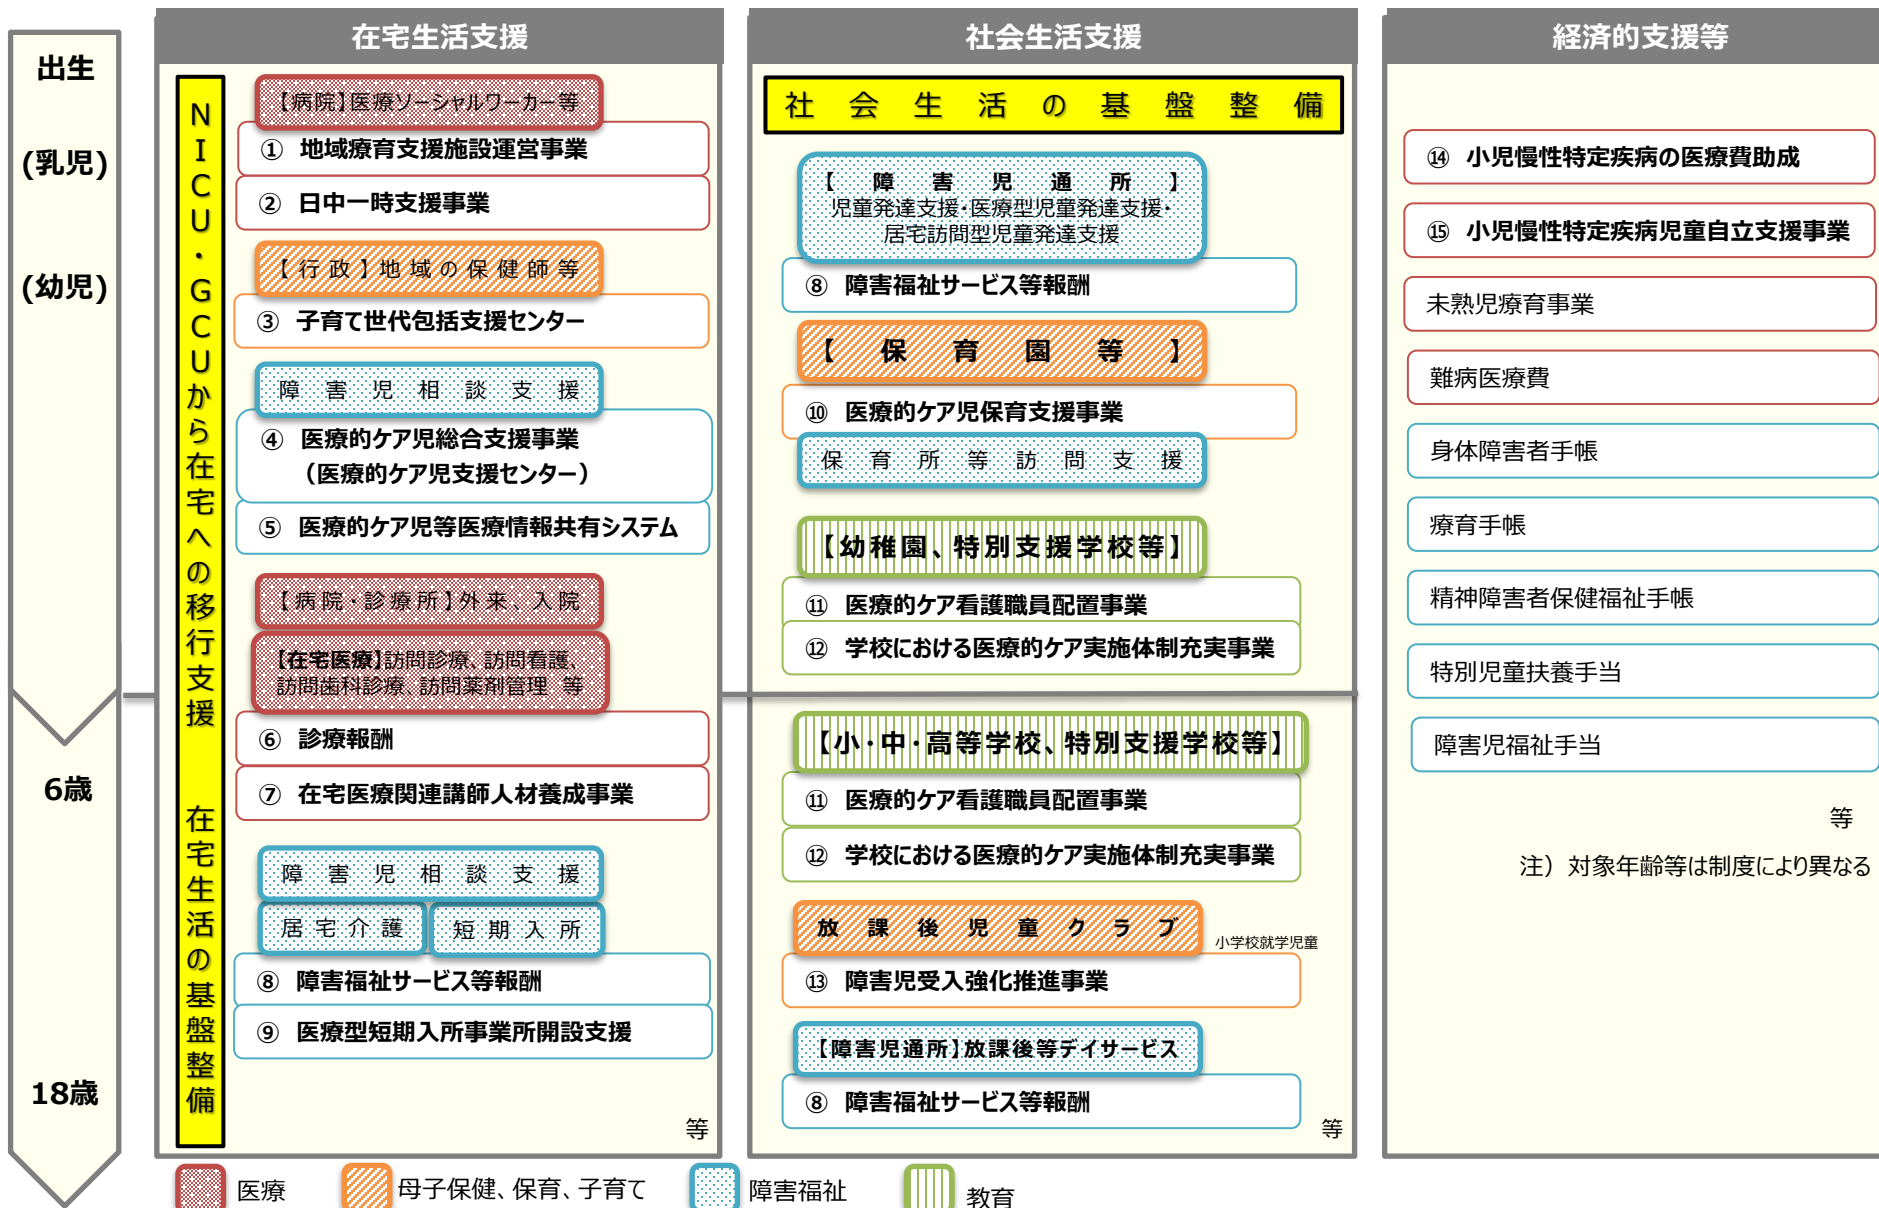 出生
(乳児)
(幼児)
6歳
18歳
在宅生活支援
NICU・GCUから在宅への移行支援 在宅生活の基盤整備
【病院】医療ソーシャルワーカー等
① 地域療育支援施設運営事業
② 日中一時支援事業
【行政】地域の保健師等
③ 子育て世代包括支援センター
障害児相談支援
④ 医療的ケア児総合支援事業
（医療的ケア児支援センター）
⑤ 医療的ケア児等医療情報共有システム
【病院・診療所】外来、入院
【在宅医療】訪問診療、訪問看護、
訪問歯科診療、訪問薬剤管理 等
⑥ 診療報酬
⑦ 在宅医療関連講師人材養成事業
障害児相談支援
居宅介護 短期入所
⑧ 障害福祉サービス等報酬
⑨ 医療型短期入所事業所開設支援
等
社会生活支援
社会生活の基盤整備
【障害児通所】
児童発達支援・医療型児童発達支援・
居宅訪問型児童発達支援
⑧ 障害福祉サービス等報酬
【保育園等】
⑩ 医療的ケア児保育支援事業
保育所等訪問支援
【幼稚園、特別支援学校等】
⑪ 医療的ケア看護職員配置事業
⑫ 学校における医療的ケア実施体制充実事業
【小・中・高等学校、特別支援学校等】
⑪ 医療的ケア看護職員配置事業
⑫ 学校における医療的ケア実施体制充実事業
放課後児童クラブ
小学校就学児童
⑬ 障害児受入強化推進事業
【障害児通所】放課後等デイサービス
⑧ 障害福祉サービス等報酬
等
経済的支援等
⑭ 小児慢性特定疾病の医療費助成
⑮ 小児慢性特定疾病児童自立支援事業
未熟児療育事業
難病医療費
身体障害者手帳
療育手帳
精神障害者保健福祉手帳
特別児童扶養手当
障害児福祉手当
等
注）対象年齢等は制度により異なる
医療
母子保健、保育、子育て
障害福祉
教育